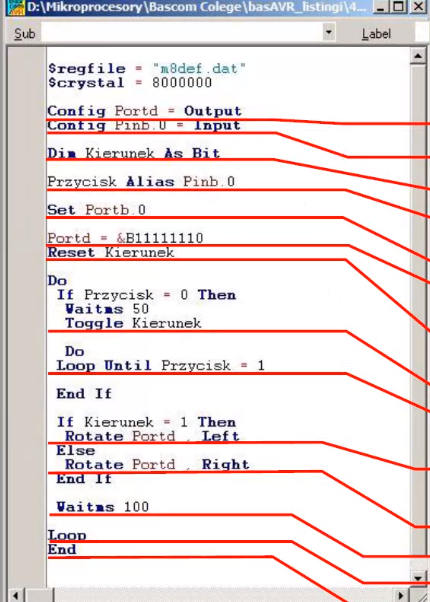 D:\Mikroprocesory\Bascom Colege\basAVR_listingi\4...
Sub Label
$regfile = "m8def.dat"
$crystal = 8000000
Config Portd = Output
Config Pinb.0 = Input
Dim Kierunek As Bit
Przycisk Alias Pinb.0
Set Portb.0
Portd = &B11111110
Reset Kierunek
Do
If Przycisk = 0 Then
Waitms 50
Toggle Kierunek
Do
Loop Until Przycisk = 1
End If
If Kierunek = 1 Then
Rotate Portd , Left
Else
Rotate Portd , Right
End If
Waitms 100
Loop
End